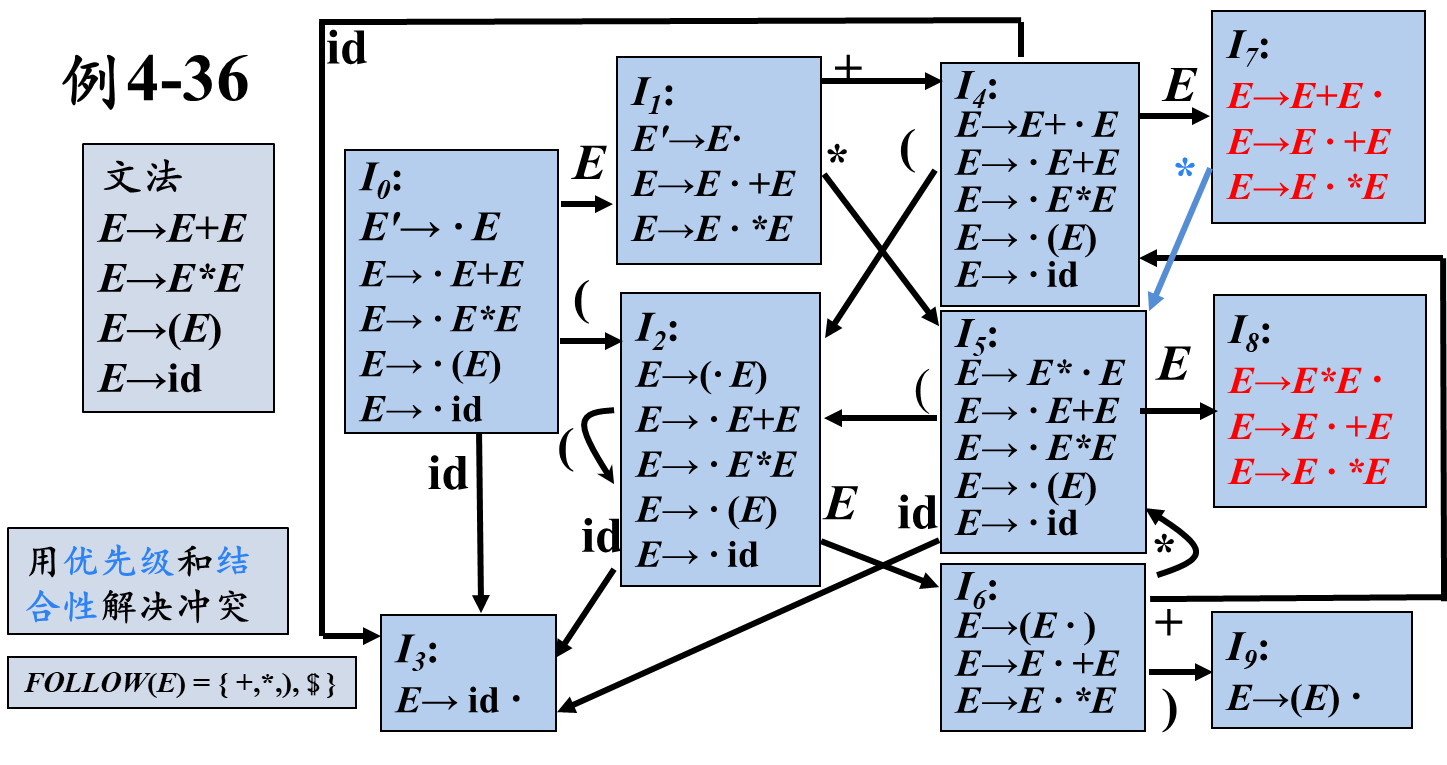 例4-36
文法
E→E+E
E→E*E
E→(E)
E→id
用优先级和结
合性解决冲突
FOLLOW(E) = { +,*,), $ }
I0:
E'→ · E
E→ · E+E
E→ · E*E
E→ · (E)
E→ · id
I1:
E'→E·
E→E · +E
E→E · *E
I2:
E→(· E)
E→ · E+E
E→ · E*E
E→ · (E)
E→ · id
I3:
E→ id ·
I4:
E→E+ · E
E→ · E+E
E→ · E*E
E→ · (E)
E→ · id
I5:
E→ E* · E
E→ · E+E
E→ · E*E
E→ · (E)
E→ · id
I6:
E→(E · )
E→E · +E
E→E · *E
I7:
E→E+E ·
E→E · +E
E→E · *E
I8:
E→E*E ·
E→E · +E
E→E · *E
I9:
E→(E) ·
id
E
(
id
+
*
(
(
(
id
E
id
E
*
E
*
+
)